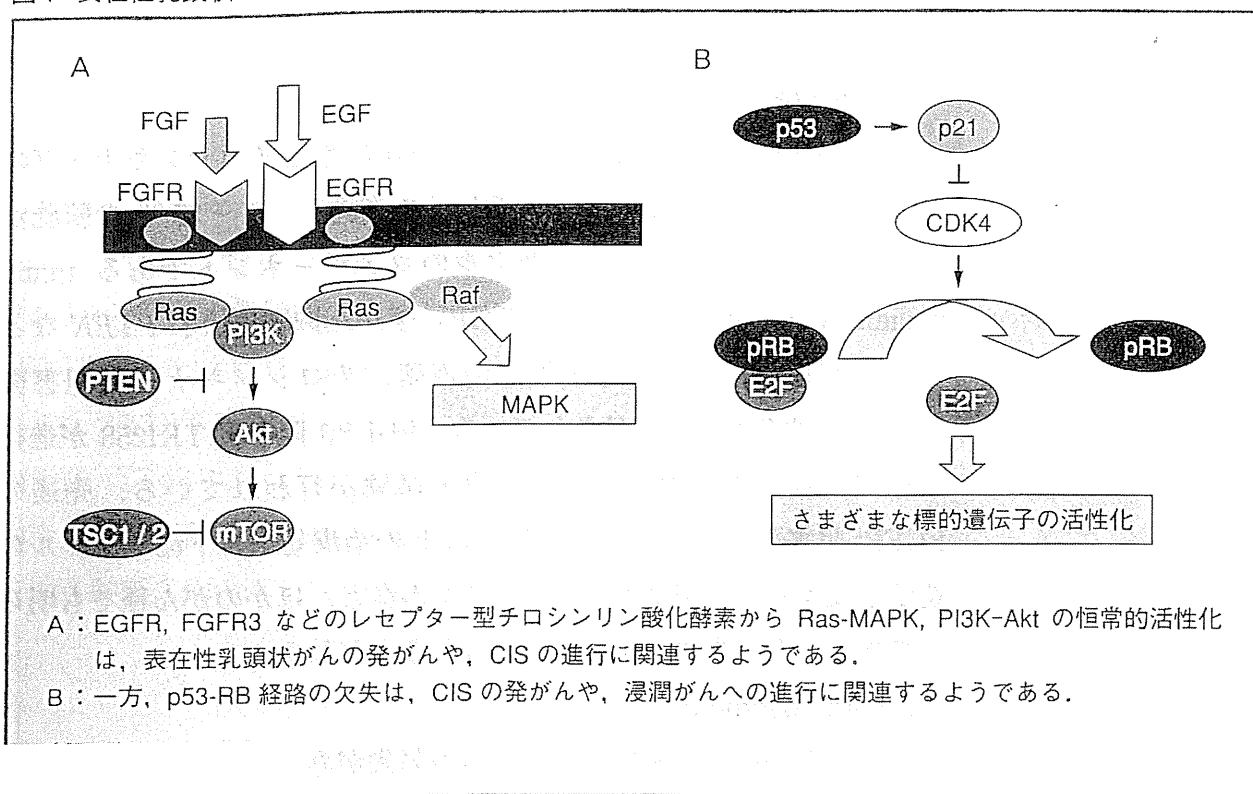 A
B
FGF
EGF
FGFR
EGFR
Ras
Ras
Raf
PI3K
PTEN
Akt
MAPK
TSC1/2
mTOR
p53
p21
CDK4
pRB
E2F
pRB
E2F
さまざまな標的遺伝子の活性化
A：EGFR, FGFR3 などのレセプター型チロシンリン酸化酵素から Ras-MAPK, PI3K-Akt の恒常的活性化
は，表在性乳頭状がんの発がんや，CIS の進行に関連するようである．
B：一方，p53-RB 経路の欠失は，CIS の発がんや，浸潤がんへの進行に関連するようである．